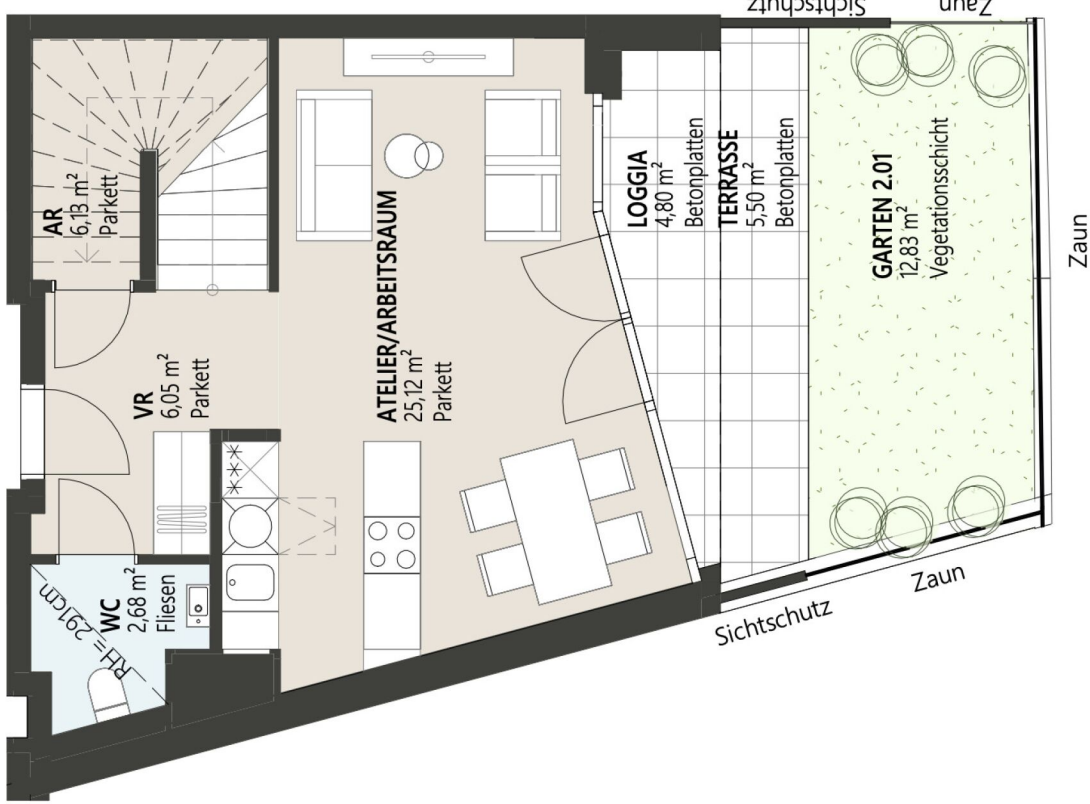 Sichtschutz
Zaun
AR
6,13 m²
Parkett
LOGGIA
4,80 m²
Betonplatten
TERRASSE
5,50 m²
Betonplatten
GARTEN 2.01
12,83 m²
Vegetationsschicht
Zaun
VR
6,05 m²
Parkett
ATELIER/ARBEITSRAUM
25,12 m²
Parkett
RH = 291cm
WC
2,68 m²
Fliesen
Sichtschutz
Zaun